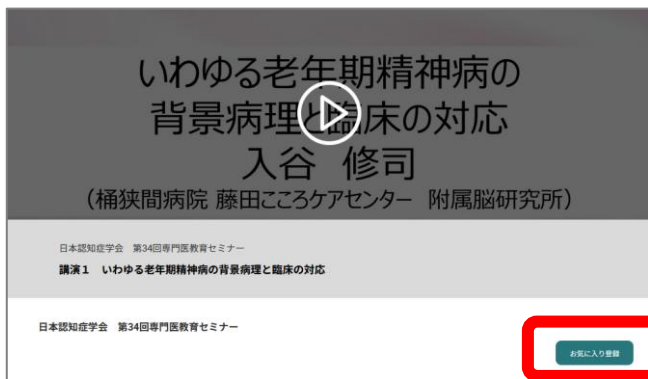 いわゆる老年期精神病の
背景病理と臨床の対応
入谷　修司
（桶狭間病院 藤田こころケアセンター　附属脳研究所）
日本認知症学会　第34回専門医教育セミナー
講演１　いわゆる老年期精神病の背景病理と臨床の対応
日本認知症学会　第34回専門医教育セミナー
お気に入り登録